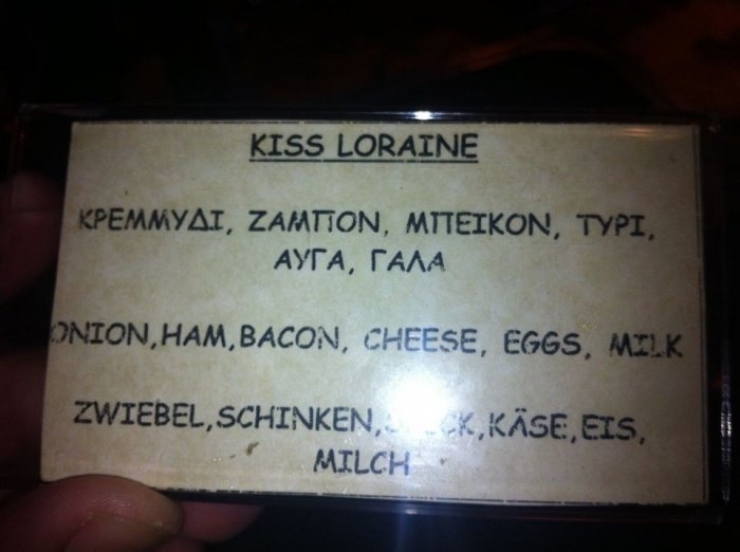 KISS LORAINE
ΚΡΕΜΜΥΔΙ, ΖΑΜΠΟΝ, ΜΠΕΙΚΟΝ, ΤΥΡΙ,
ΑΥΓΑ, ΓΑΛΑ
ONION,HAM,BACON, CHEESE, EGGS, MILK
ZWIEBEL,SCHINKEN, KÄSE,EIS,
MILCH